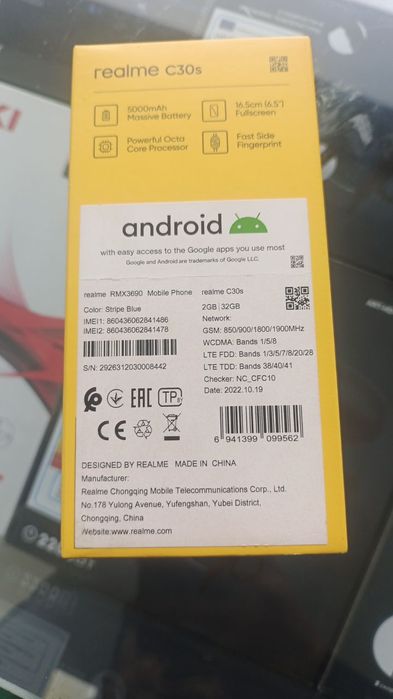 realme C30s
5000mAh
Massive Battery
16.5cm (6.5")
Fullscreen
Powerful Octa
Core Processor
Fast Side
Fingerprint
android
with easy access to the Google apps you use most
Google and Android are trademarks of Google LLC.
realme RMX3690 Mobile Phone
Color: Stripe Blue
IMEI1: 860436062841486
IMEI2: 860436062841478
S/N: 2926312030008442
realme C30s
2GB | 32GB
Network:
GSM: 850/900/1800/1900MHz
WCDMA: Bands 1/5/8
LTE FDD: Bands 1/3/5/7/8/20/28
LTE TDD: Bands 38/40/41
Checker: NC_CFC10
Date: 2022.10.19
EAC
TP
CE
6 941399 099562
DESIGNED BY REALME MADE IN CHINA
Manufacturer:
Realme Chongqing Mobile Telecommunications Corp., Ltd.
No.178 Yulong Avenue, Yufengshan, Yubei District,
Chongqing, China
Website:www.realme.com